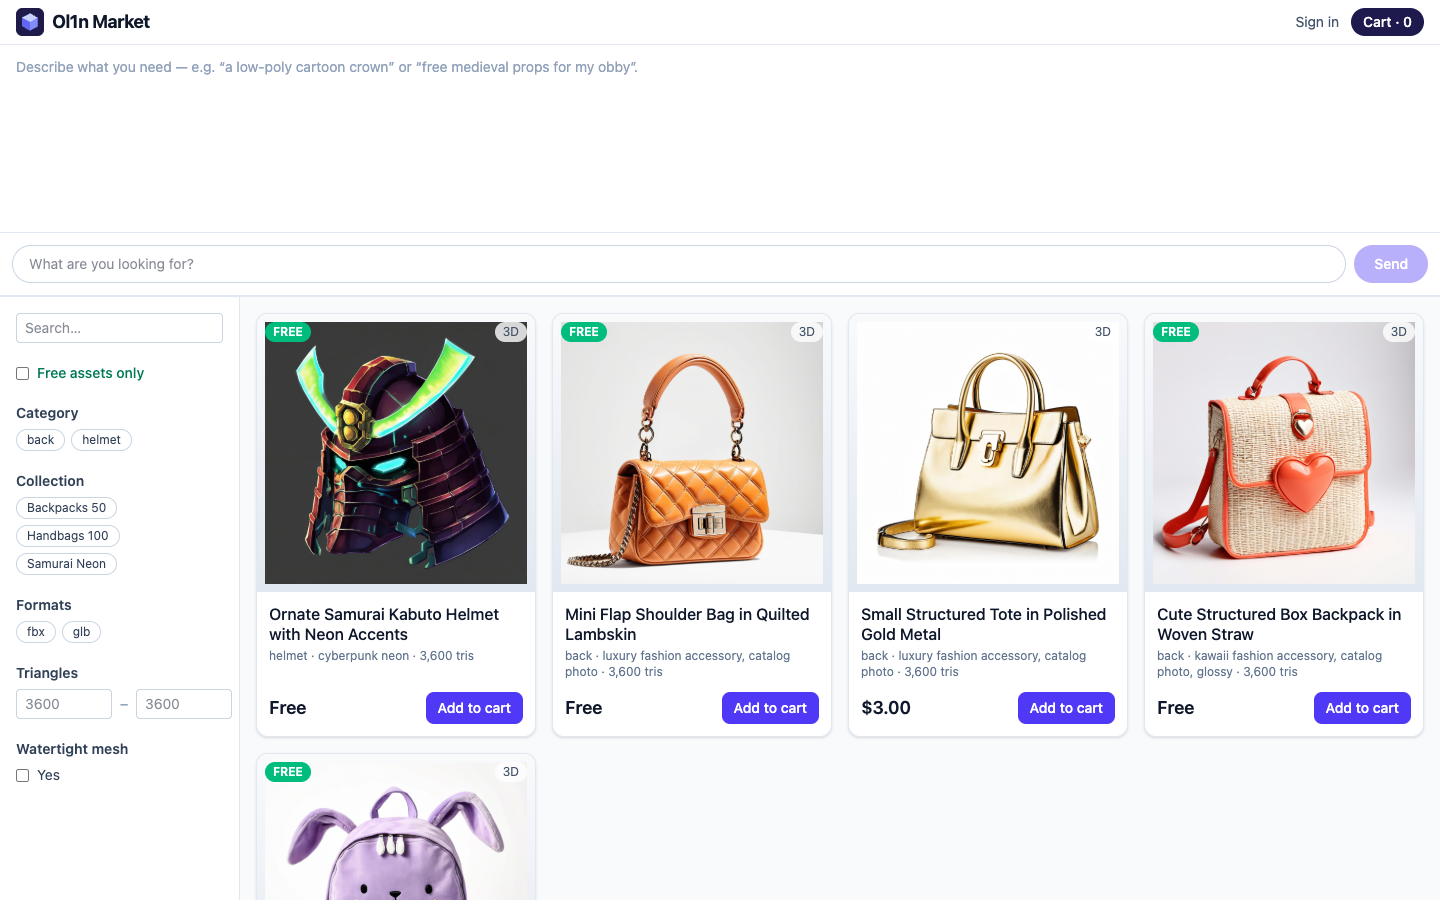 Ol1n Market
Sign in
Cart · 0
Describe what you need — e.g. “a low-poly cartoon crown” or “free medieval props for my obby”.
What are you looking for?
Send
Search...
Free assets only
Category
back
helmet
Collection
Backpacks 50
Handbags 100
Samurai Neon
Formats
fbx
glb
Triangles
3600 – 3600
Watertight mesh
Yes
FREE
3D
Ornate Samurai Kabuto Helmet
with Neon Accents
helmet · cyberpunk neon · 3,600 tris
Free
Add to cart
FREE
3D
Mini Flap Shoulder Bag in Quilted
Lambskin
back · luxury fashion accessory, catalog
photo · 3,600 tris
Free
Add to cart
3D
Small Structured Tote in Polished
Gold Metal
back · luxury fashion accessory, catalog
photo · 3,600 tris
$3.00
Add to cart
FREE
3D
Cute Structured Box Backpack in
Woven Straw
back · kawaii fashion accessory, catalog
photo, glossy · 3,600 tris
Free
Add to cart
FREE
3D